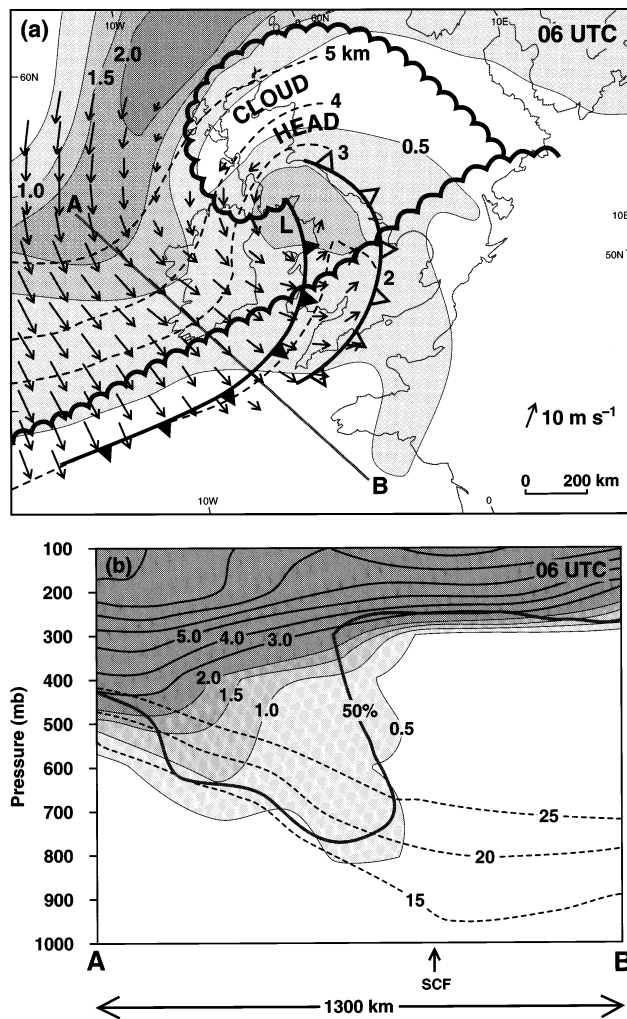 (a)
10W
60N
10E
06 UTC
2.0
1.5
60N
5 km
CLOUD
4
HEAD
3
0.5
1.0
A
L
10E
50N
2
10 m s⁻¹
B
0 200 km
10W
0
100
(b)
06 UTC
200
300
5.0 4.0 3.0
400
2.0
1.5
1.0
50%
0.5
500
600
700
25
800
20
900
15
1000
Pressure (mb)
A
B
SCF
1300 km